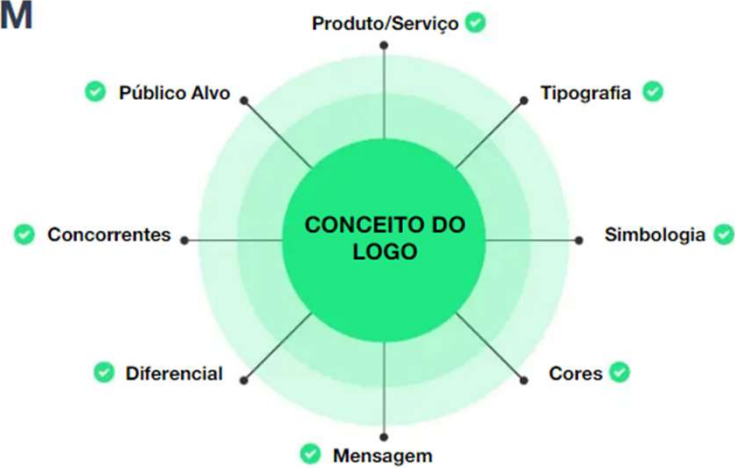 M
Produto/Serviço
Público Alvo
Tipografia
Concorrentes
CONCEITO DO
LOGO
Simbologia
Diferencial
Cores
Mensagem